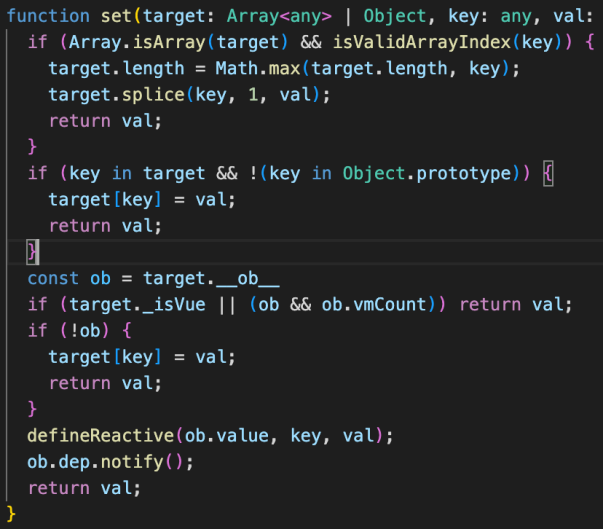 function set(target: Array<any> | Object, key: any, val:
if (Array.isArray(target) && isValidArrayIndex(key)) {
target.length = Math.max(target.length, key);
target.splice(key, 1, val);
return val;
}
if (key in target && !(key in Object.prototype)) {
target[key] = val;
return val;
}
const ob = target.__ob__
if (target._isVue || (ob && ob.vmCount)) return val;
if (!ob) {
target[key] = val;
return val;
}
defineReactive(ob.value, key, val);
ob.dep.notify();
return val;
}